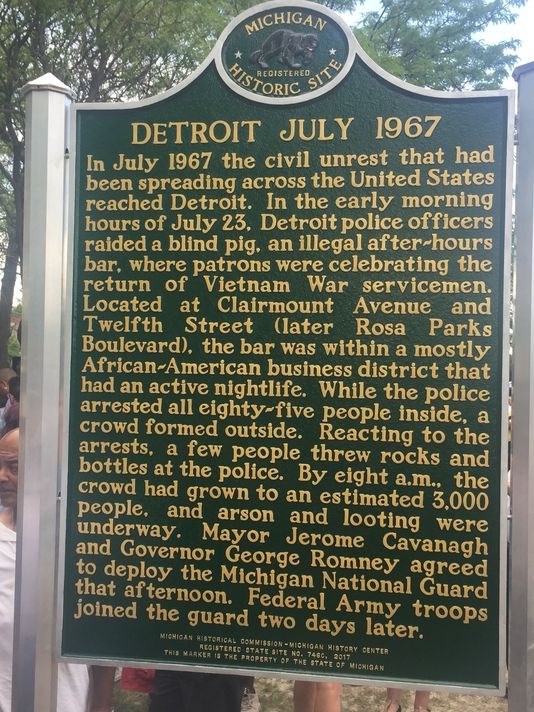 MICHIGAN
REGISTERED
HISTORIC SITE
DETROIT JULY 1967
In July 1967 the civil unrest that had
been spreading across the United States
reached Detroit. In the early morning
hours of July 23, Detroit police officers
raided a blind pig, an illegal after-hours
bar, where patrons were celebrating the
return of Vietnam War servicemen.
Located at Clairmount Avenue and
Twelfth Street (later Rosa Parks
Boulevard), the bar was within a mostly
African-American business district that
had an active nightlife. While the police
arrested all eighty-five people inside, a
crowd formed outside. Reacting to the
arrests, a few people threw rocks and
bottles at the police. By eight a.m., the
crowd had grown to an estimated 3,000
people, and arson and looting were
underway. Mayor Jerome Cavanagh
and Governor George Romney agreed
to deploy the Michigan National Guard
that afternoon. Federal Army troops
joined the guard two days later.
MICHIGAN HISTORICAL COMMISSION-MICHIGAN HISTORY CENTER
REGISTERED STATE SITE NO. 7460, 2017
THIS MARKER IS THE PROPERTY OF THE STATE OF MICHIGAN